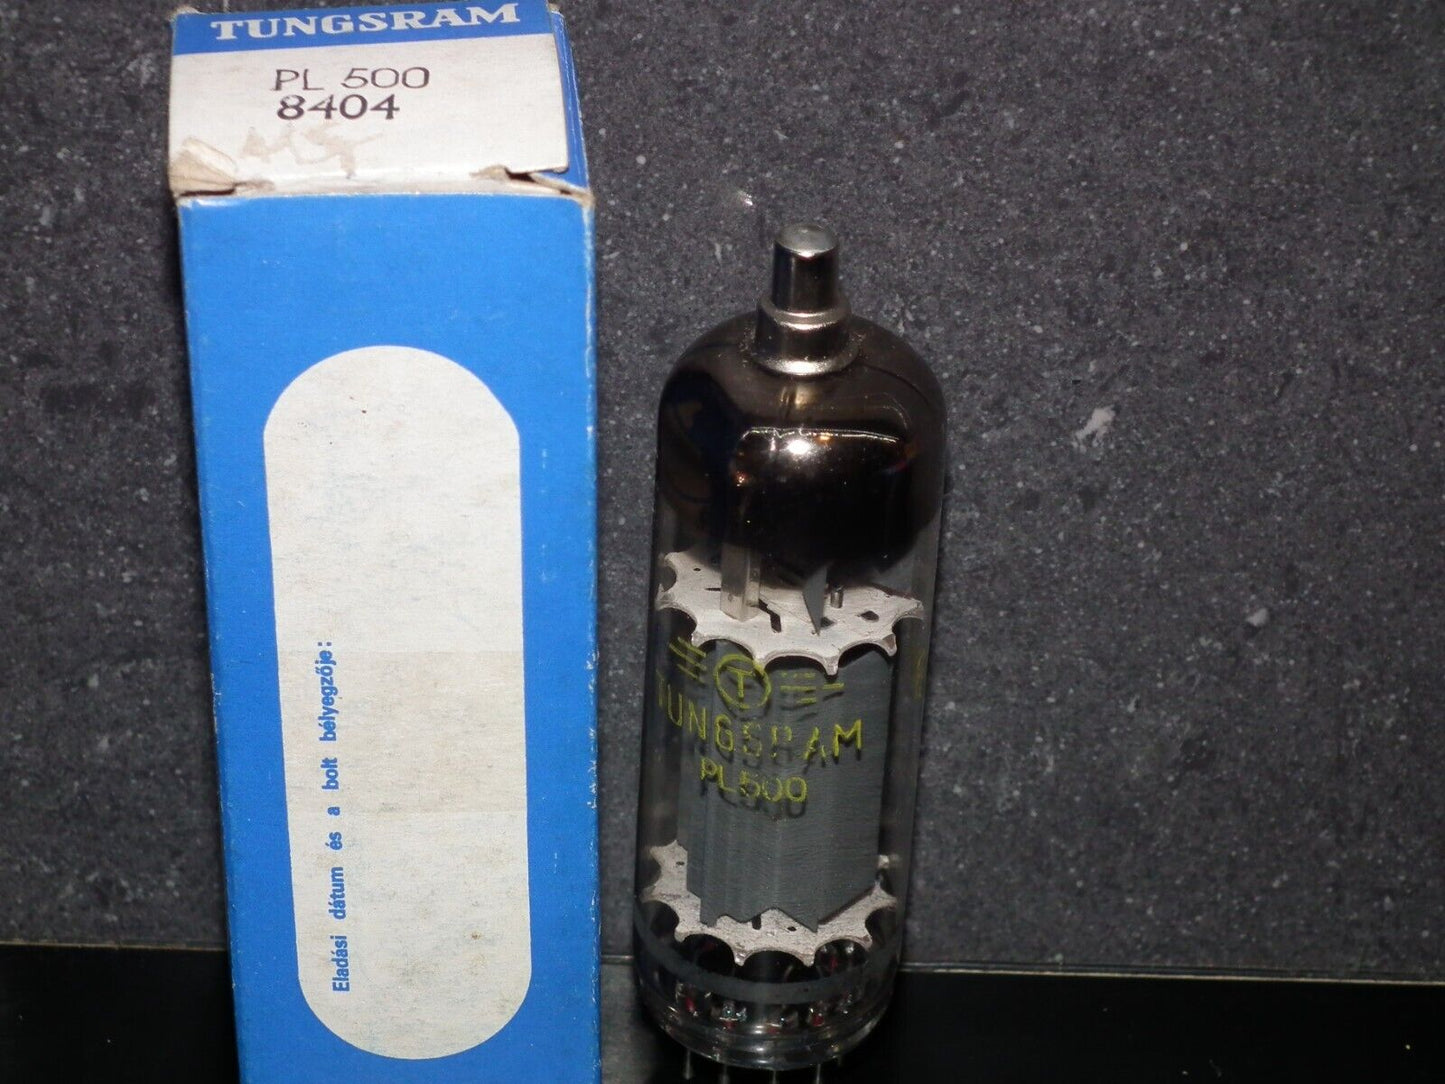 TUNGSRAM
PL 500
8404
Eladási dátum és a bolt bélyegzője:
T
TUNGSRAM
PL500